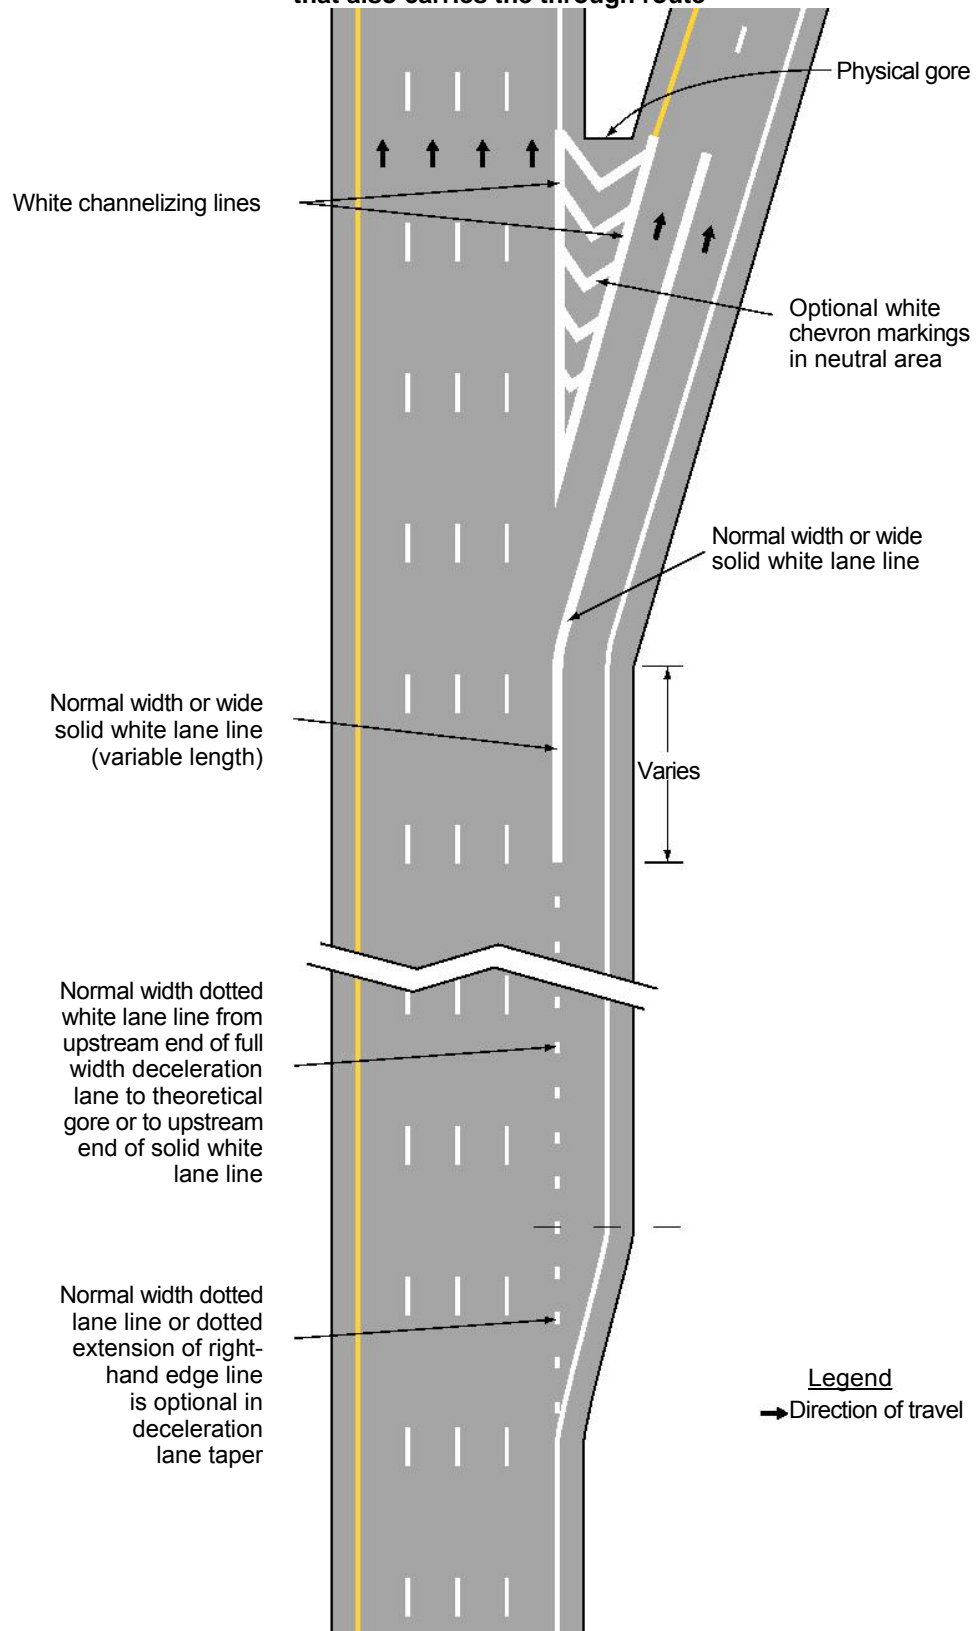 that also carries the through route
Physical gore
White channelizing lines
Optional white
chevron markings
in neutral area
Normal width or wide
solid white lane line
Normal width or wide
solid white lane line
(variable length)
Varies
Normal width dotted
white lane line from
upstream end of full
width deceleration
lane to theoretical
gore or to upstream
end of solid white
lane line
Normal width dotted
lane line or dotted
extension of right-
hand edge line
is optional in
deceleration
lane taper
Legend
Direction of travel